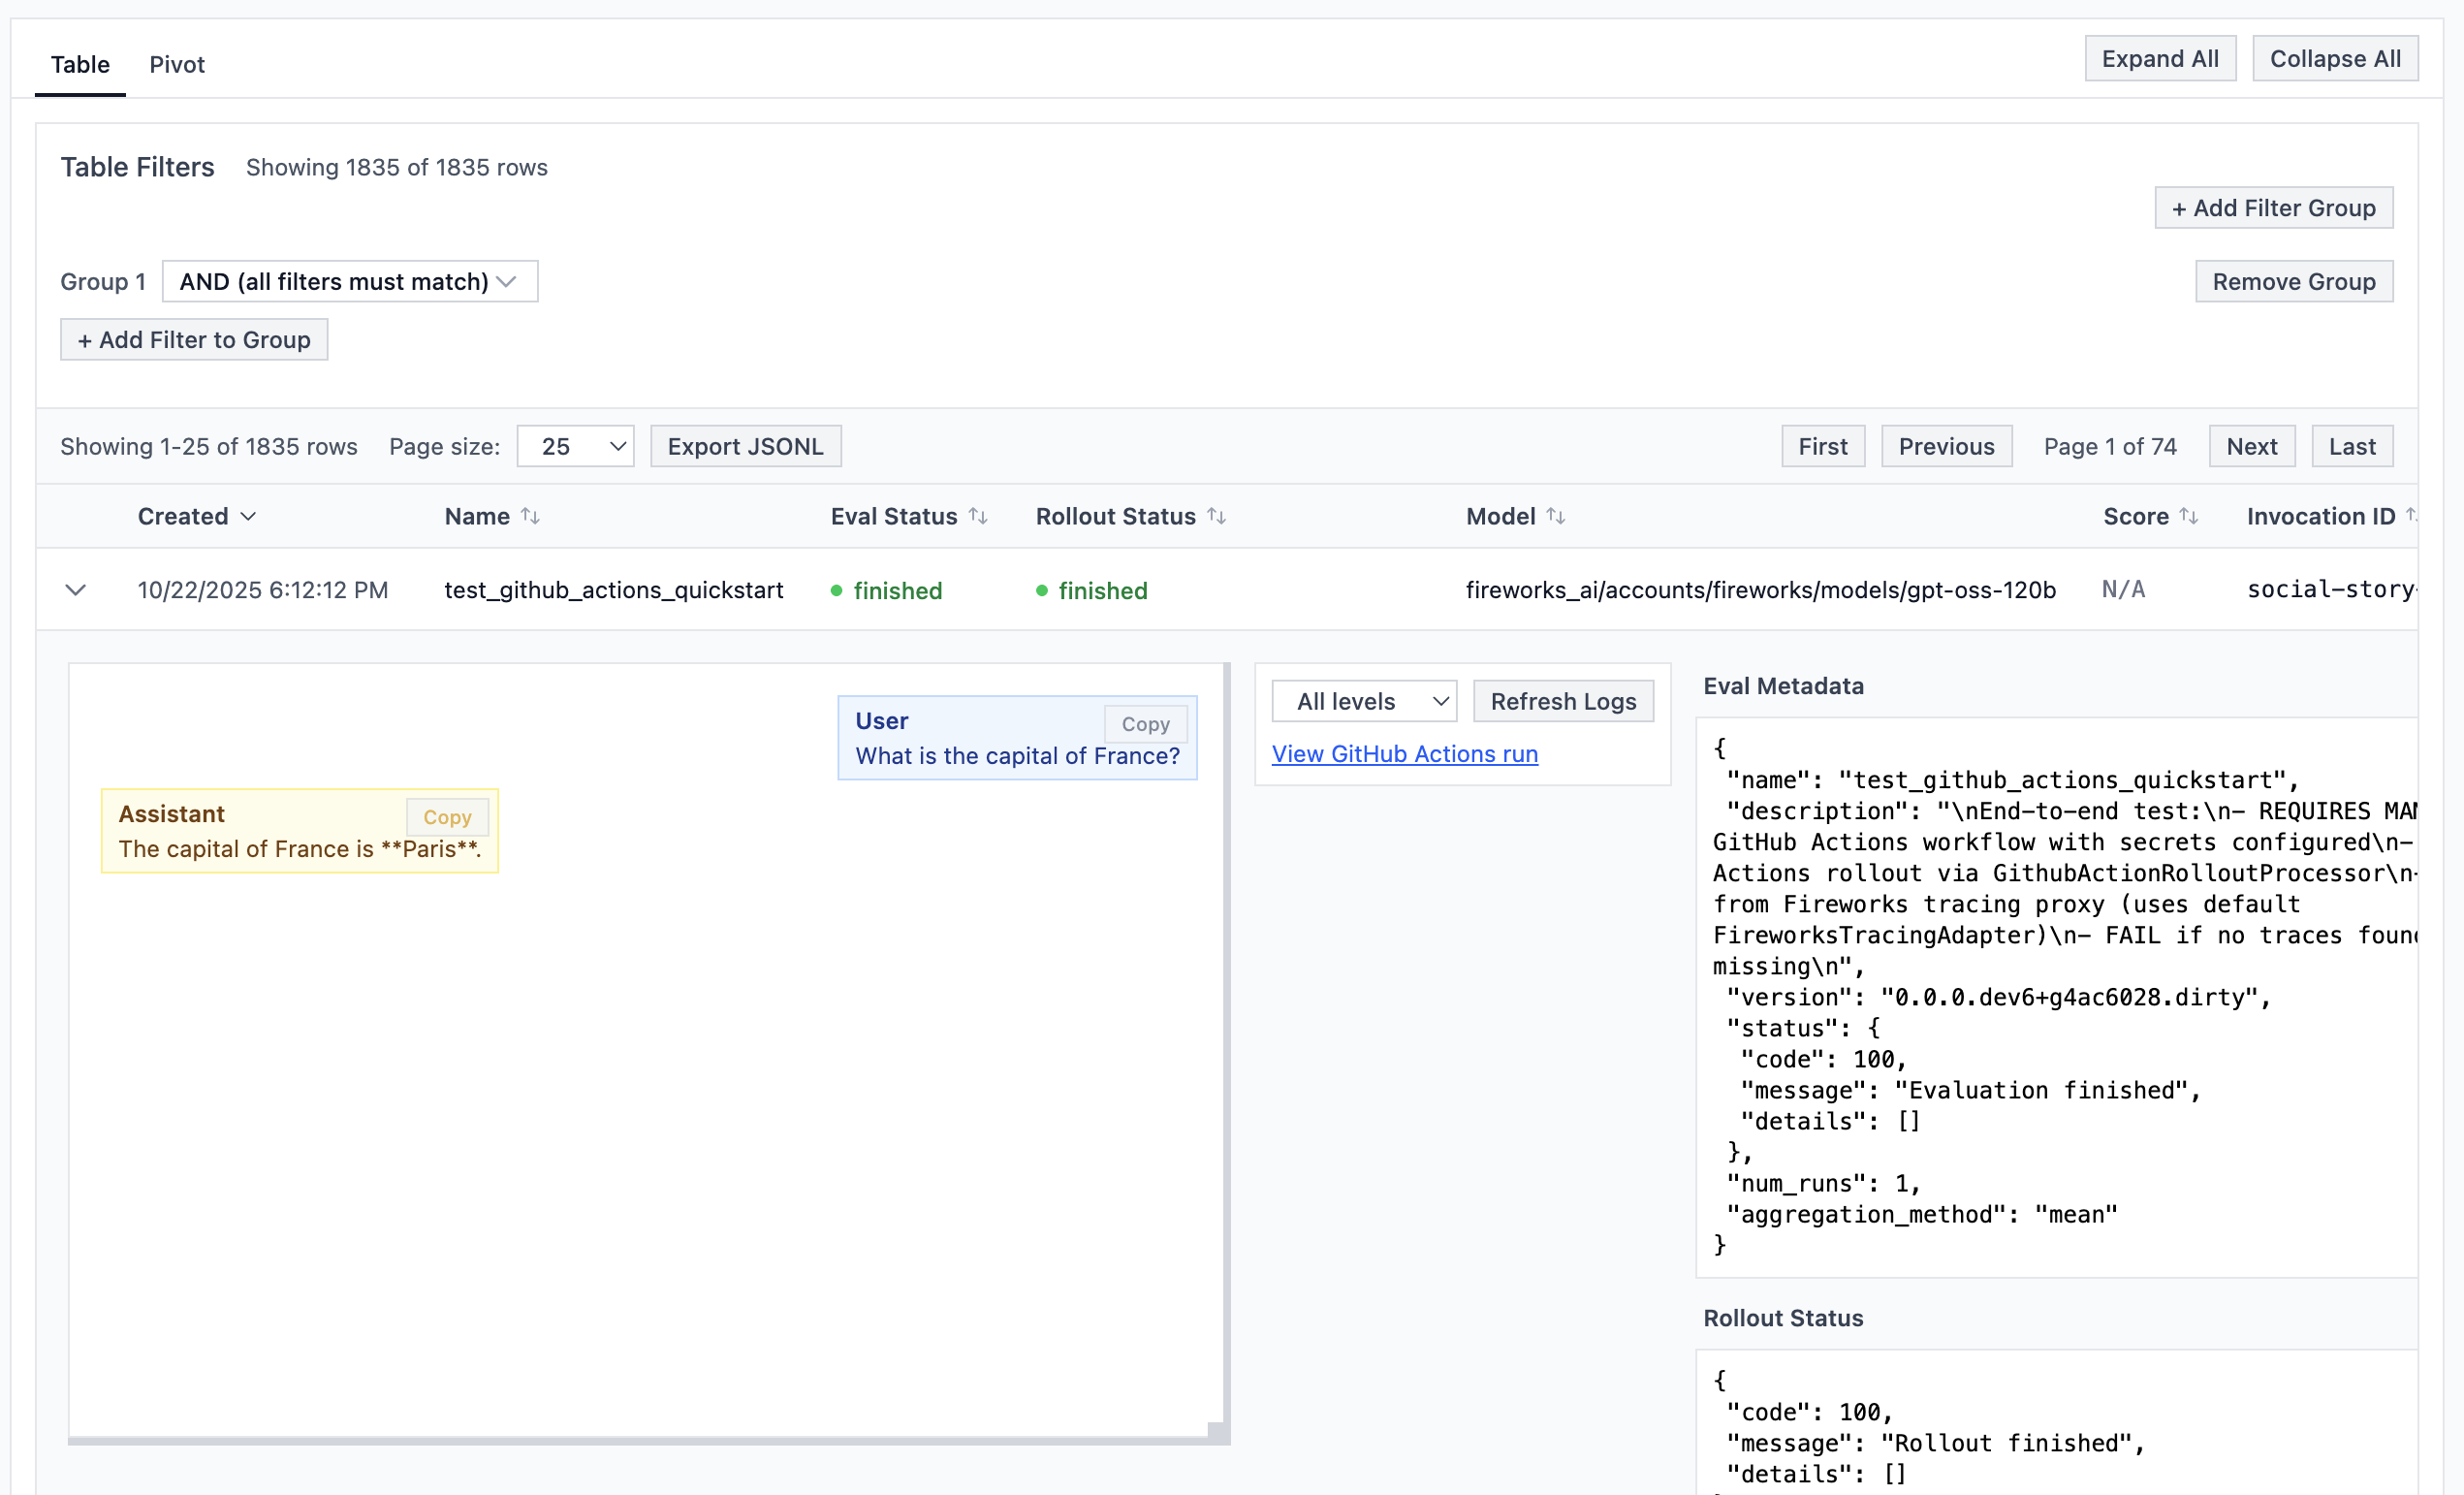 Table Pivot Expand All Collapse All
Table Filters Showing 1835 of 1835 rows
+ Add Filter Group
Group 1 AND (all filters must match) Remove Group
+ Add Filter to Group
Showing 1-25 of 1835 rows Page size: 25 Export JSONL First Previous Page 1 of 74 Next Last
Created Name Eval Status Rollout Status Model Score Invocation ID
10/22/2025 6:12:12 PM test_github_actions_quickstart finished finished fireworks_ai/accounts/fireworks/models/gpt-oss-120b N/A social-story-
User Copy
What is the capital of France?
Assistant Copy
The capital of France is **Paris**.
All levels Refresh Logs
View GitHub Actions run
Eval Metadata
{
"name": "test_github_actions_quickstart",
"description": "\nEnd-to-end test:\n- REQUIRES
GitHub Actions workflow with secrets configured\n-
Actions rollout via GithubActionRolloutProcessor\n-
from Fireworks tracing proxy (uses default
FireworksTracingAdapter)\n- FAIL if no traces
missing\n",
"version": "0.0.0.dev6+g4ac6028.dirty",
"status": {
"code": 100,
"message": "Evaluation finished",
"details": []
},
"num_runs": 1,
"aggregation_method": "mean"
}
Rollout Status
{
"code": 100,
"message": "Rollout finished",
"details": []